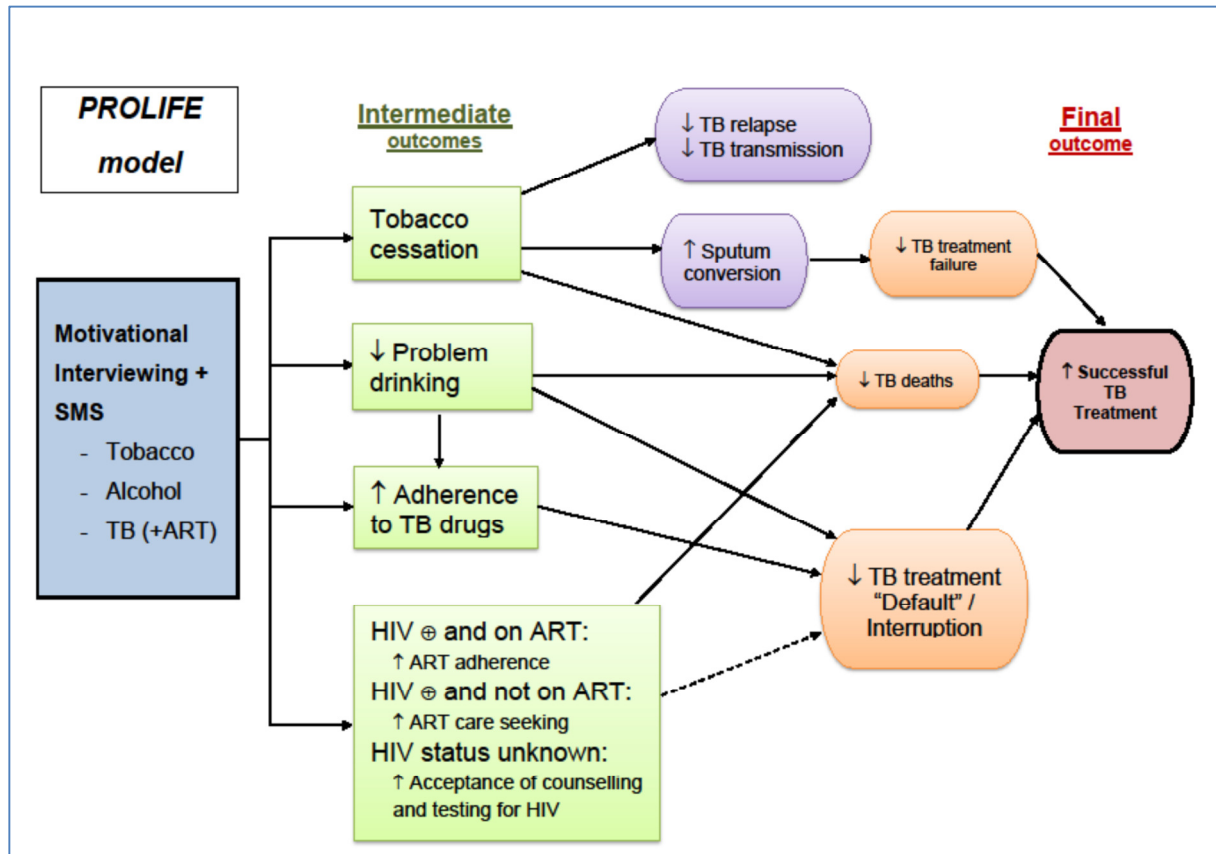 PROLIFE
model
Intermediate
outcomes
Final
outcome
Motivational
Interviewing +
SMS
- Tobacco
- Alcohol
- TB (+ART)
Tobacco
cessation
↓ Problem
drinking
↑ Adherence
to TB drugs
HIV ⊕ and on ART:
↑ ART adherence
HIV ⊕ and not on ART:
↑ ART care seeking
HIV status unknown:
↑ Acceptance of counselling
and testing for HIV
↓ TB relapse
↓ TB transmission
↑ Sputum
conversion
↓ TB treatment
failure
↓ TB deaths
↓ TB treatment
“Default” /
Interruption
↑ Successful
TB
Treatment